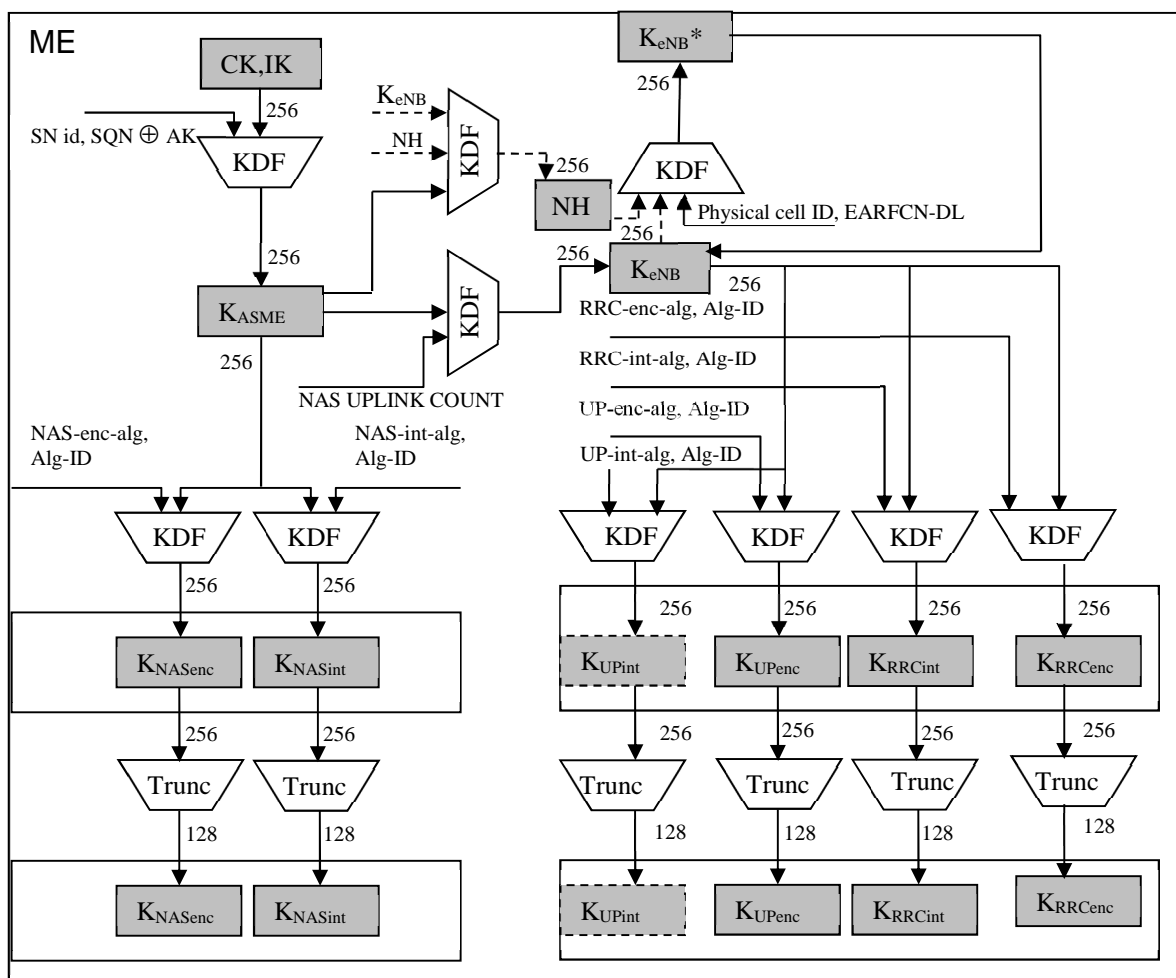 ME
K_eNB*
CK,IK
256
256
K_eNB
SN id, SQN ⊕ AK
NH
KDF
KDF
KDF
256
NH
Physical cell ID, EARFCN-DL
256
256
256
K_eNB
256
K_ASME
KDF
RRC-enc-alg, Alg-ID
256
RRC-int-alg, Alg-ID
NAS UPLINK COUNT
UP-enc-alg, Alg-ID
NAS-enc-alg,
Alg-ID
NAS-int-alg,
Alg-ID
UP-int-alg, Alg-ID
KDF
KDF
KDF
KDF
KDF
KDF
256
256
256
256
256
256
K_NASenc
K_NASint
K_UPint
K_UPenc
K_RRCint
K_RRCenc
256
256
256
256
256
256
Trunc
Trunc
Trunc
Trunc
Trunc
Trunc
128
128
128
128
128
128
K_NASenc
K_NASint
K_UPint
K_UPenc
K_RRCint
K_RRCenc